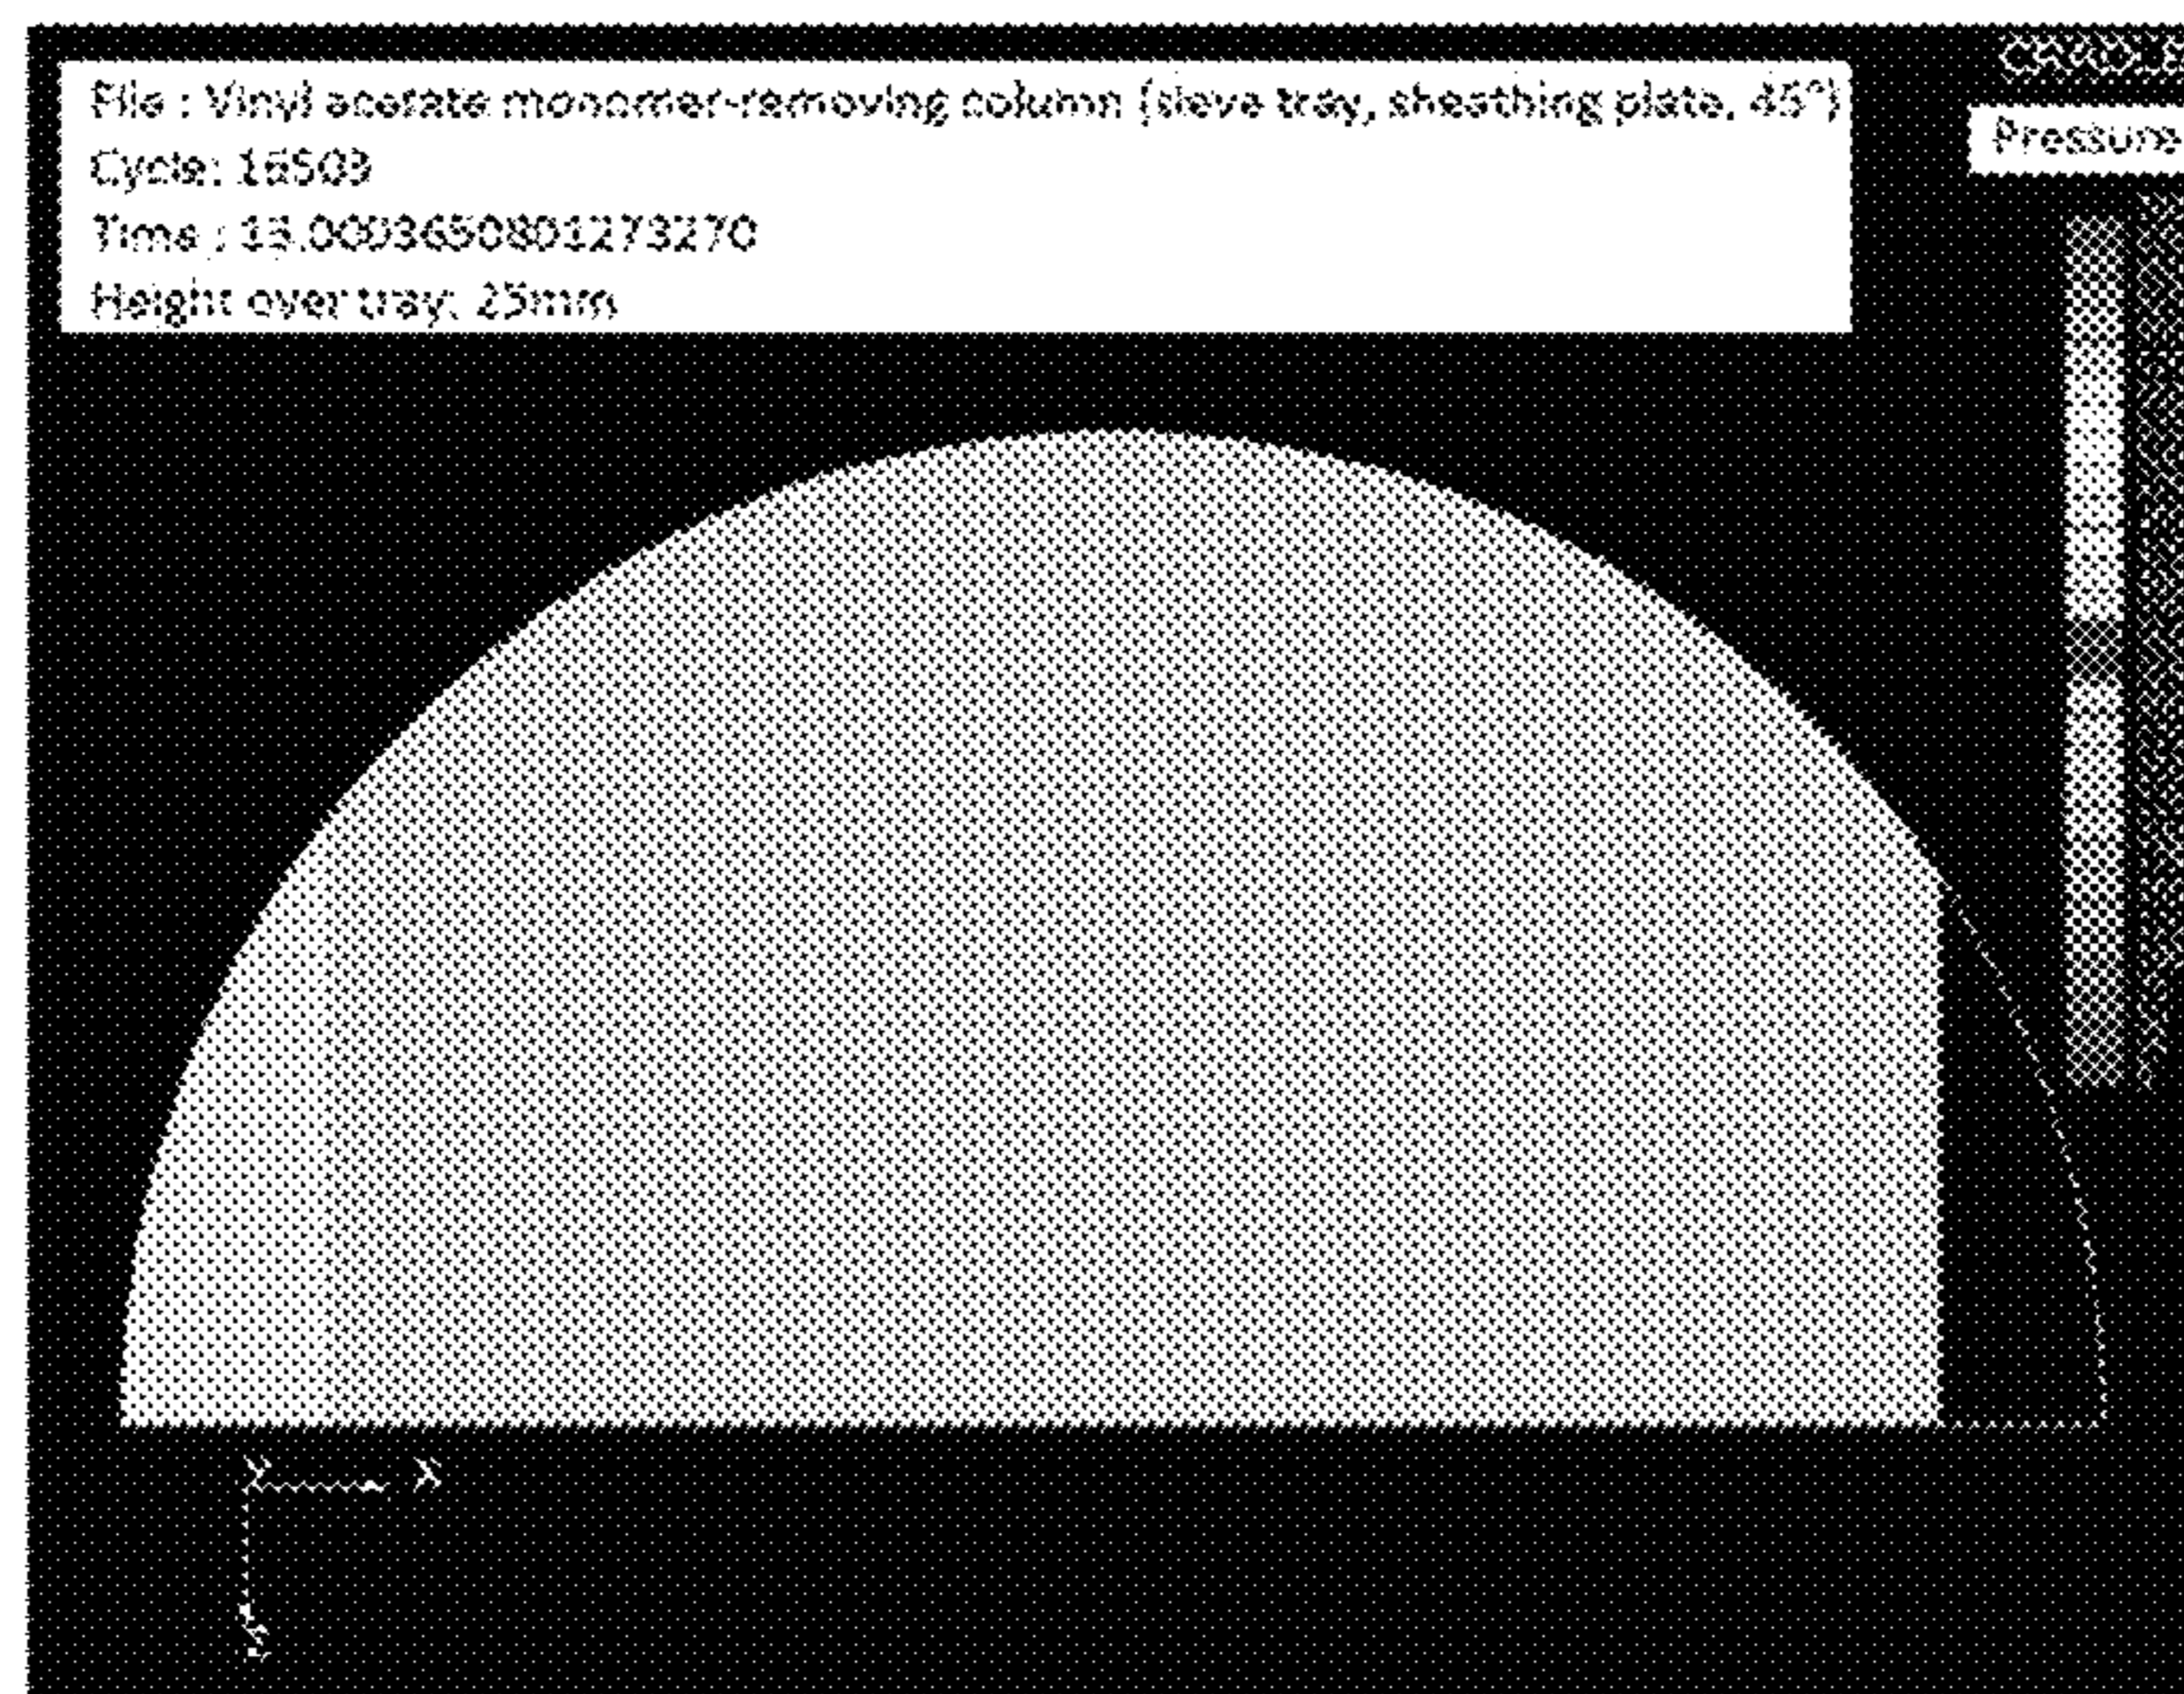 File : Vinyl acetate monomer-removing column (sieve tray, sheathing plate, 45°)
Cycle: 16509
Time : 13.0003650801273270
Height over tray: 25mm
Pressure
Y X